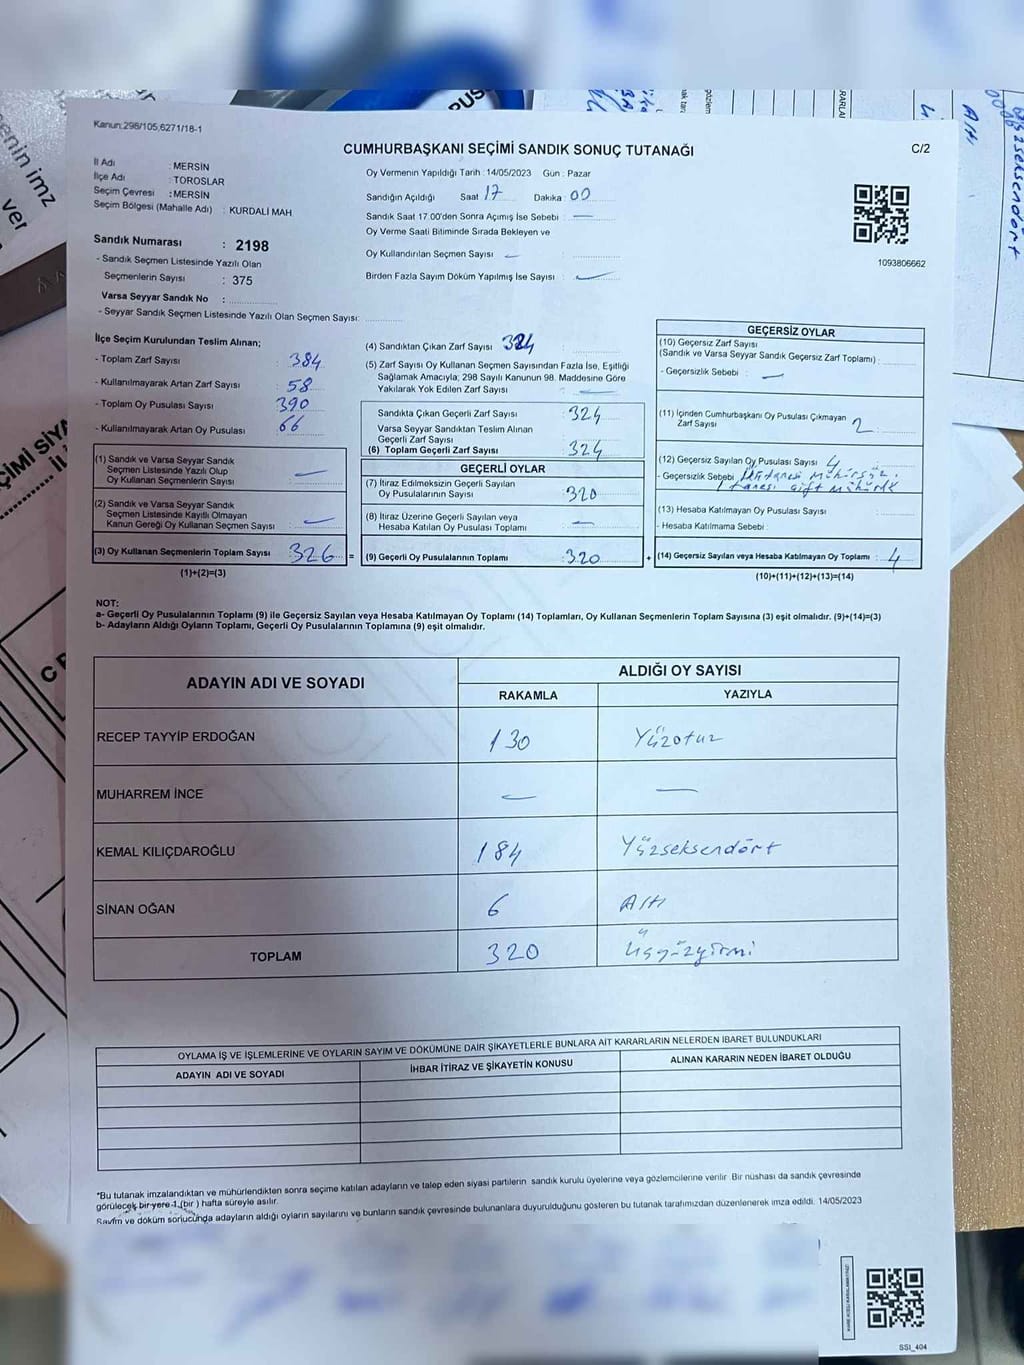 Kanun:298/105,6271/18-1
CUMHURBAŞKANI SEÇİMİ SANDIK SONUÇ TUTANAĞI
C/2
İl Adı : MERSİN
İlçe Adı : TOROSLAR
Seçim Çevresi : MERSİN
Seçim Bölgesi (Mahalle Adı) : KURDALİ MAH
Sandık Numarası : 2198
- Sandık Seçmen Listesinde Yazılı Olan
Seçmenlerin Sayısı : 375
Varsa Seyyar Sandık No :
- Seyyar Sandık Seçmen Listesinde Yazılı Olan Seçmen Sayısı:
Oy Vermenin Yapıldığı Tarih : 14/05/2023 Gün : Pazar
Sandığın Açıldığı Saat 17 Dakika : 00
Sandık Saat 17.00'den Sonra Açımış İse Sebebi : —
Oy Verme Saati Bitiminde Sırada Bekleyen ve
Oy Kullandırılan Seçmen Sayısı : —
Birden Fazla Sayım Döküm Yapılmış İse Sayısı : —
1093806662
İlçe Seçim Kurulundan Teslim Alınan;
- Toplam Zarf Sayısı : 384
- Kullanılmayarak Artan Zarf Sayısı : 58
- Toplam Oy Pusulası Sayısı : 390
- Kullanılmayarak Artan Oy Pusulası : 66
(1) Sandık ve Varsa Seyyar Sandık
Seçmen Listesinde Yazılı Olup
Oy Kullanan Seçmenlerin Sayısı : —
(2) Sandık ve Varsa Seyyar Sandık
Seçmen Listesinde Kayıtlı Olmayan
Kanun Gereği Oy Kullanan Seçmen Sayısı : —
(3) Oy Kullanan Seçmenlerin Toplam Sayısı : 326 =
(1)+(2)=(3)
(4) Sandıktan Çıkan Zarf Sayısı 324
(5) Zarf Sayısı Oy Kullanan Seçmen Sayısından Fazla İse, Eşitliği
Sağlamak Amacıyla; 298 Sayılı Kanunun 98. Maddesine Göre
Yakılarak Yok Edilen Zarf Sayısı : —
Sandıkta Çıkan Geçerli Zarf Sayısı : 324
Varsa Seyyar Sandıktan Teslim Alınan
Geçerli Zarf Sayısı :
(6) Toplam Geçerli Zarf Sayısı : 324
GEÇERLİ OYLAR
(7) İtiraz Edilmeksizin Geçerli Sayılan
Oy Pusulalarının Sayısı : 320
(8) İtiraz Üzerine Geçerli Sayılan veya
Hesaba Katılan Oy Pusulası Toplamı : —
(9) Geçerli Oy Pusulalarının Toplamı : 320 +
GEÇERSİZ OYLAR
(10) Geçersiz Zarf Sayısı
(Sandık ve Varsa Seyyar Sandık Geçersiz Zarf Toplamı) :
- Geçersizlik Sebebi : —
(11) İçinden Cumhurbaşkanı Oy Pusulası Çıkmayan
Zarf Sayısı : 2
(12) Geçersiz Sayılan Oy Pusulası Sayısı : 4
- Geçersizlik Sebebi mühürsüz,
1 tanesi çift mühürlü
(13) Hesaba Katılmayan Oy Pusulası Sayısı :
- Hesaba Katılmama Sebebi :
(14) Geçersiz Sayılan veya Hesaba Katılmayan Oy Toplamı : 4
(10)+(11)+(12)+(13)=(14)
NOT:
a- Geçerli Oy Pusulalarının Toplamı (9) ile Geçersiz Sayılan veya Hesaba Katılmayan Oy Toplamı (14) Toplamları, Oy Kullanan Seçmenlerin Toplam Sayısına (3) eşit olmalıdır. (9)+(14)=(3)
b- Adayların Aldığı Oyların Toplamı, Geçerli Oy Pusulalarının Toplamına (9) eşit olmalıdır.
ADAYIN ADI VE SOYADI
ALDIĞI OY SAYISI
RAKAMLA YAZIYLA
RECEP TAYYİP ERDOĞAN 130 Yüzotuz
MUHARREM İNCE — —
KEMAL KILIÇDAROĞLU 184 Yüzseksendört
SİNAN OĞAN 6 Altı
TOPLAM 320 Üçyüzyirmi
OYLAMA İŞ VE İŞLEMLERİNE VE OYLARIN SAYIM VE DÖKÜMÜNE DAİR ŞİKAYETLERLE BUNLARA AİT KARARLARIN NELERDEN İBARET BULUNDUKLARI
ADAYIN ADI VE SOYADI İHBAR İTİRAZ VE ŞİKAYETİN KONUSU ALINAN KARARIN NEDEN İBARET OLDUĞU
*Bu tutanak imzalandıktan ve mühürlendikten sonra seçime katılan adayların ve talep eden siyasi partilerin sandık kurulu üyelerine veya gözlemcilerine verilir. Bir nüshası da sandık çevresinde
görülecek bir yere 1 (bir ) hafta süreyle asılır.
Sayım ve döküm sonucunda adayların aldığı oyların sayılarını ve bunların sandık çevresinde bulunanlara duyurulduğunu gösteren bu tutanak tarafımızdan düzenlenerek imza edildi. 14/05/2023
SSI_404